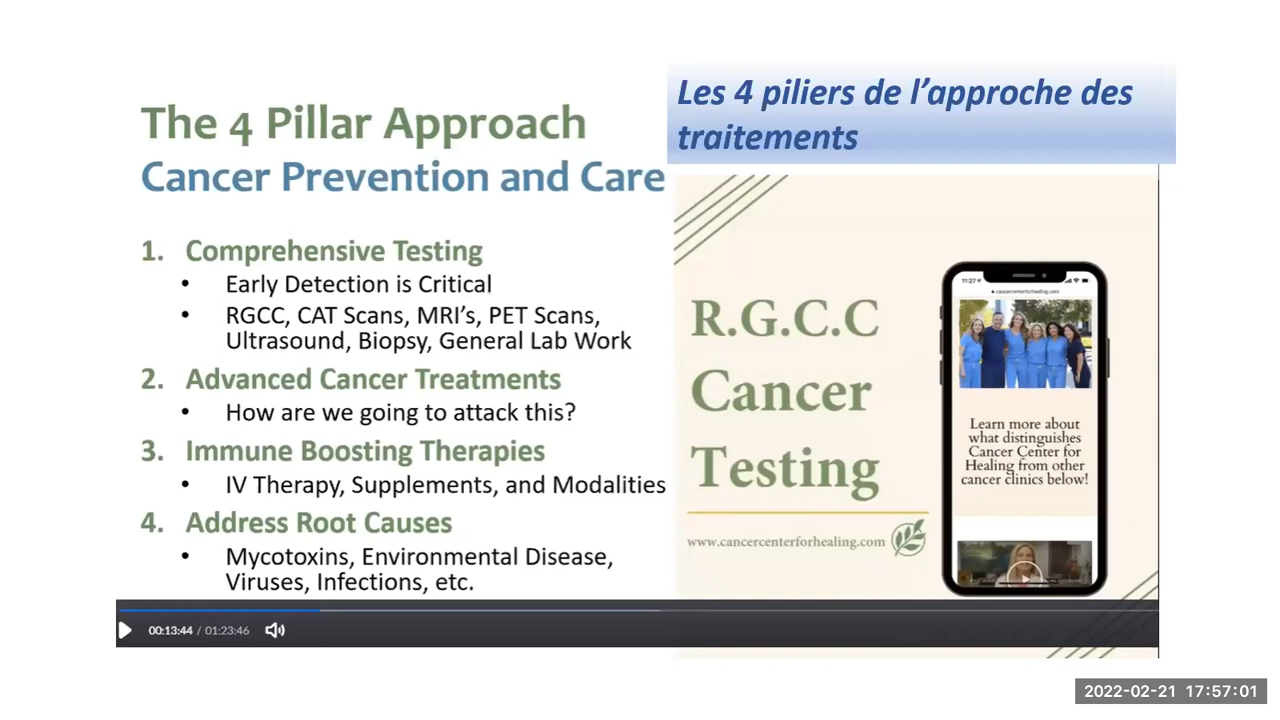 The 4 Pillar Approach
Cancer Prevention and Care
Les 4 piliers de l'approche des
traitements
1. Comprehensive Testing
• Early Detection is Critical
• RGCC, CAT Scans, MRI's, PET Scans,
Ultrasound, Biopsy, General Lab Work
2. Advanced Cancer Treatments
• How are we going to attack this?
3. Immune Boosting Therapies
• IV Therapy, Supplements, and Modalities
4. Address Root Causes
• Mycotoxins, Environmental Disease,
Viruses, Infections, etc.
R.G.C.C
Cancer
Testing
www.cancercenterforhealing.com
11:27
cancercenterforhealing.com
Learn more about
what distinguishes
Cancer Center for
Healing from other
cancer clinics below!
00:13:44 / 01:23:46
2022-02-21 17:57:01